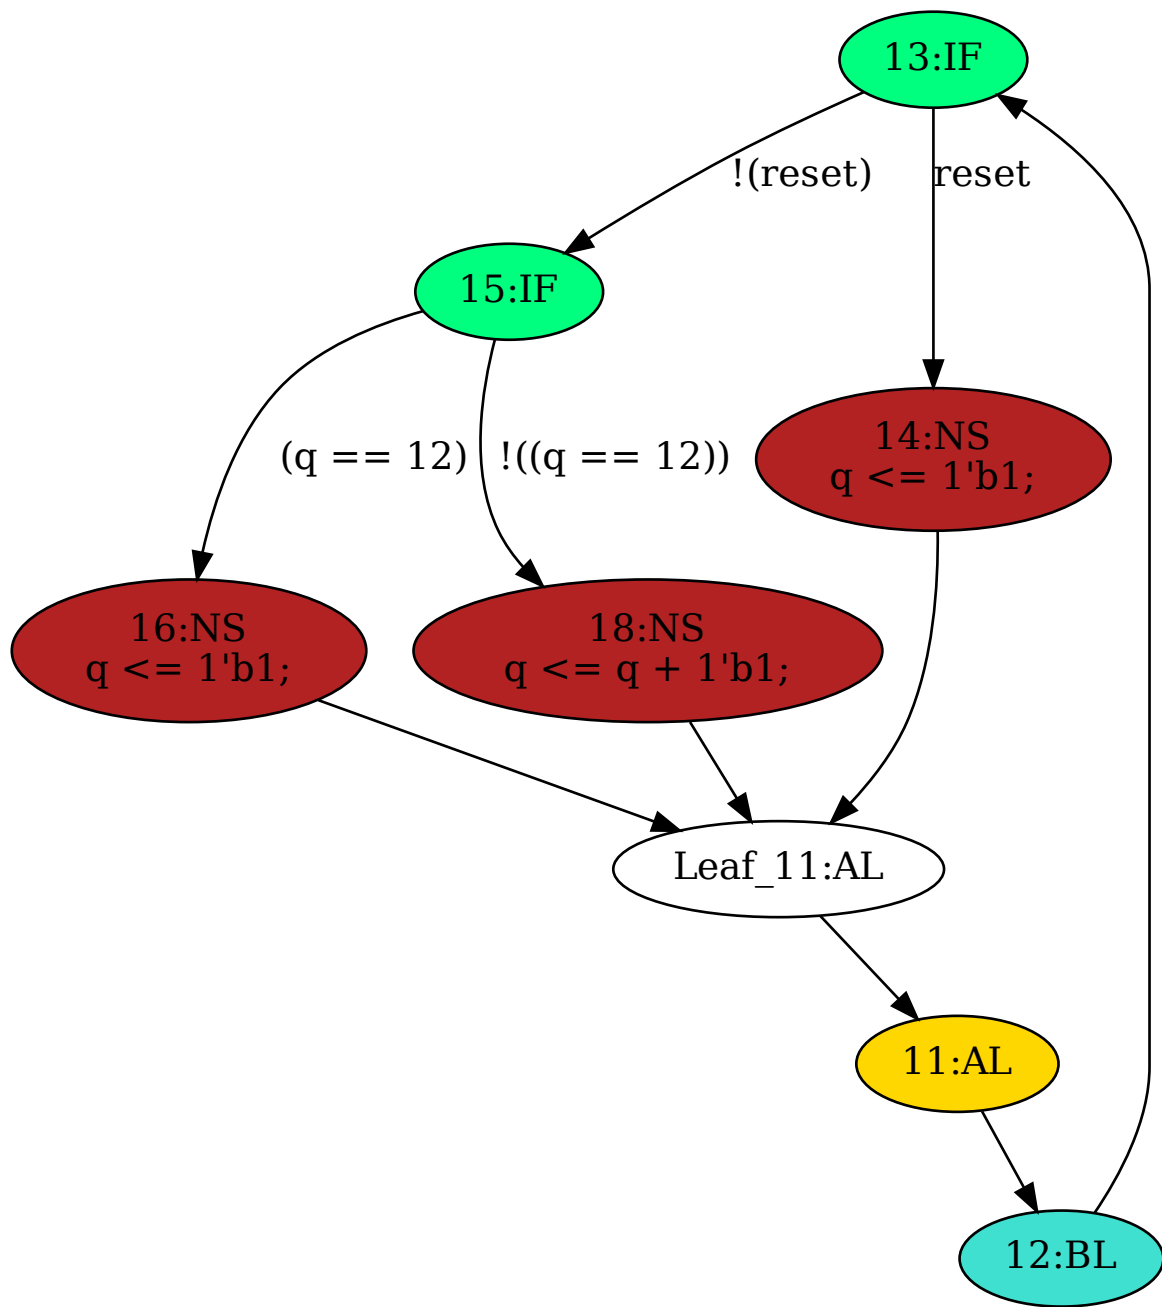 13:IF
!(reset)
reset
15:IF
(q == 12)
!((q == 12))
14:NS
q <= 1'b1;
16:NS
q <= 1'b1;
18:NS
q <= q + 1'b1;
Leaf_11:AL
11:AL
12:BL